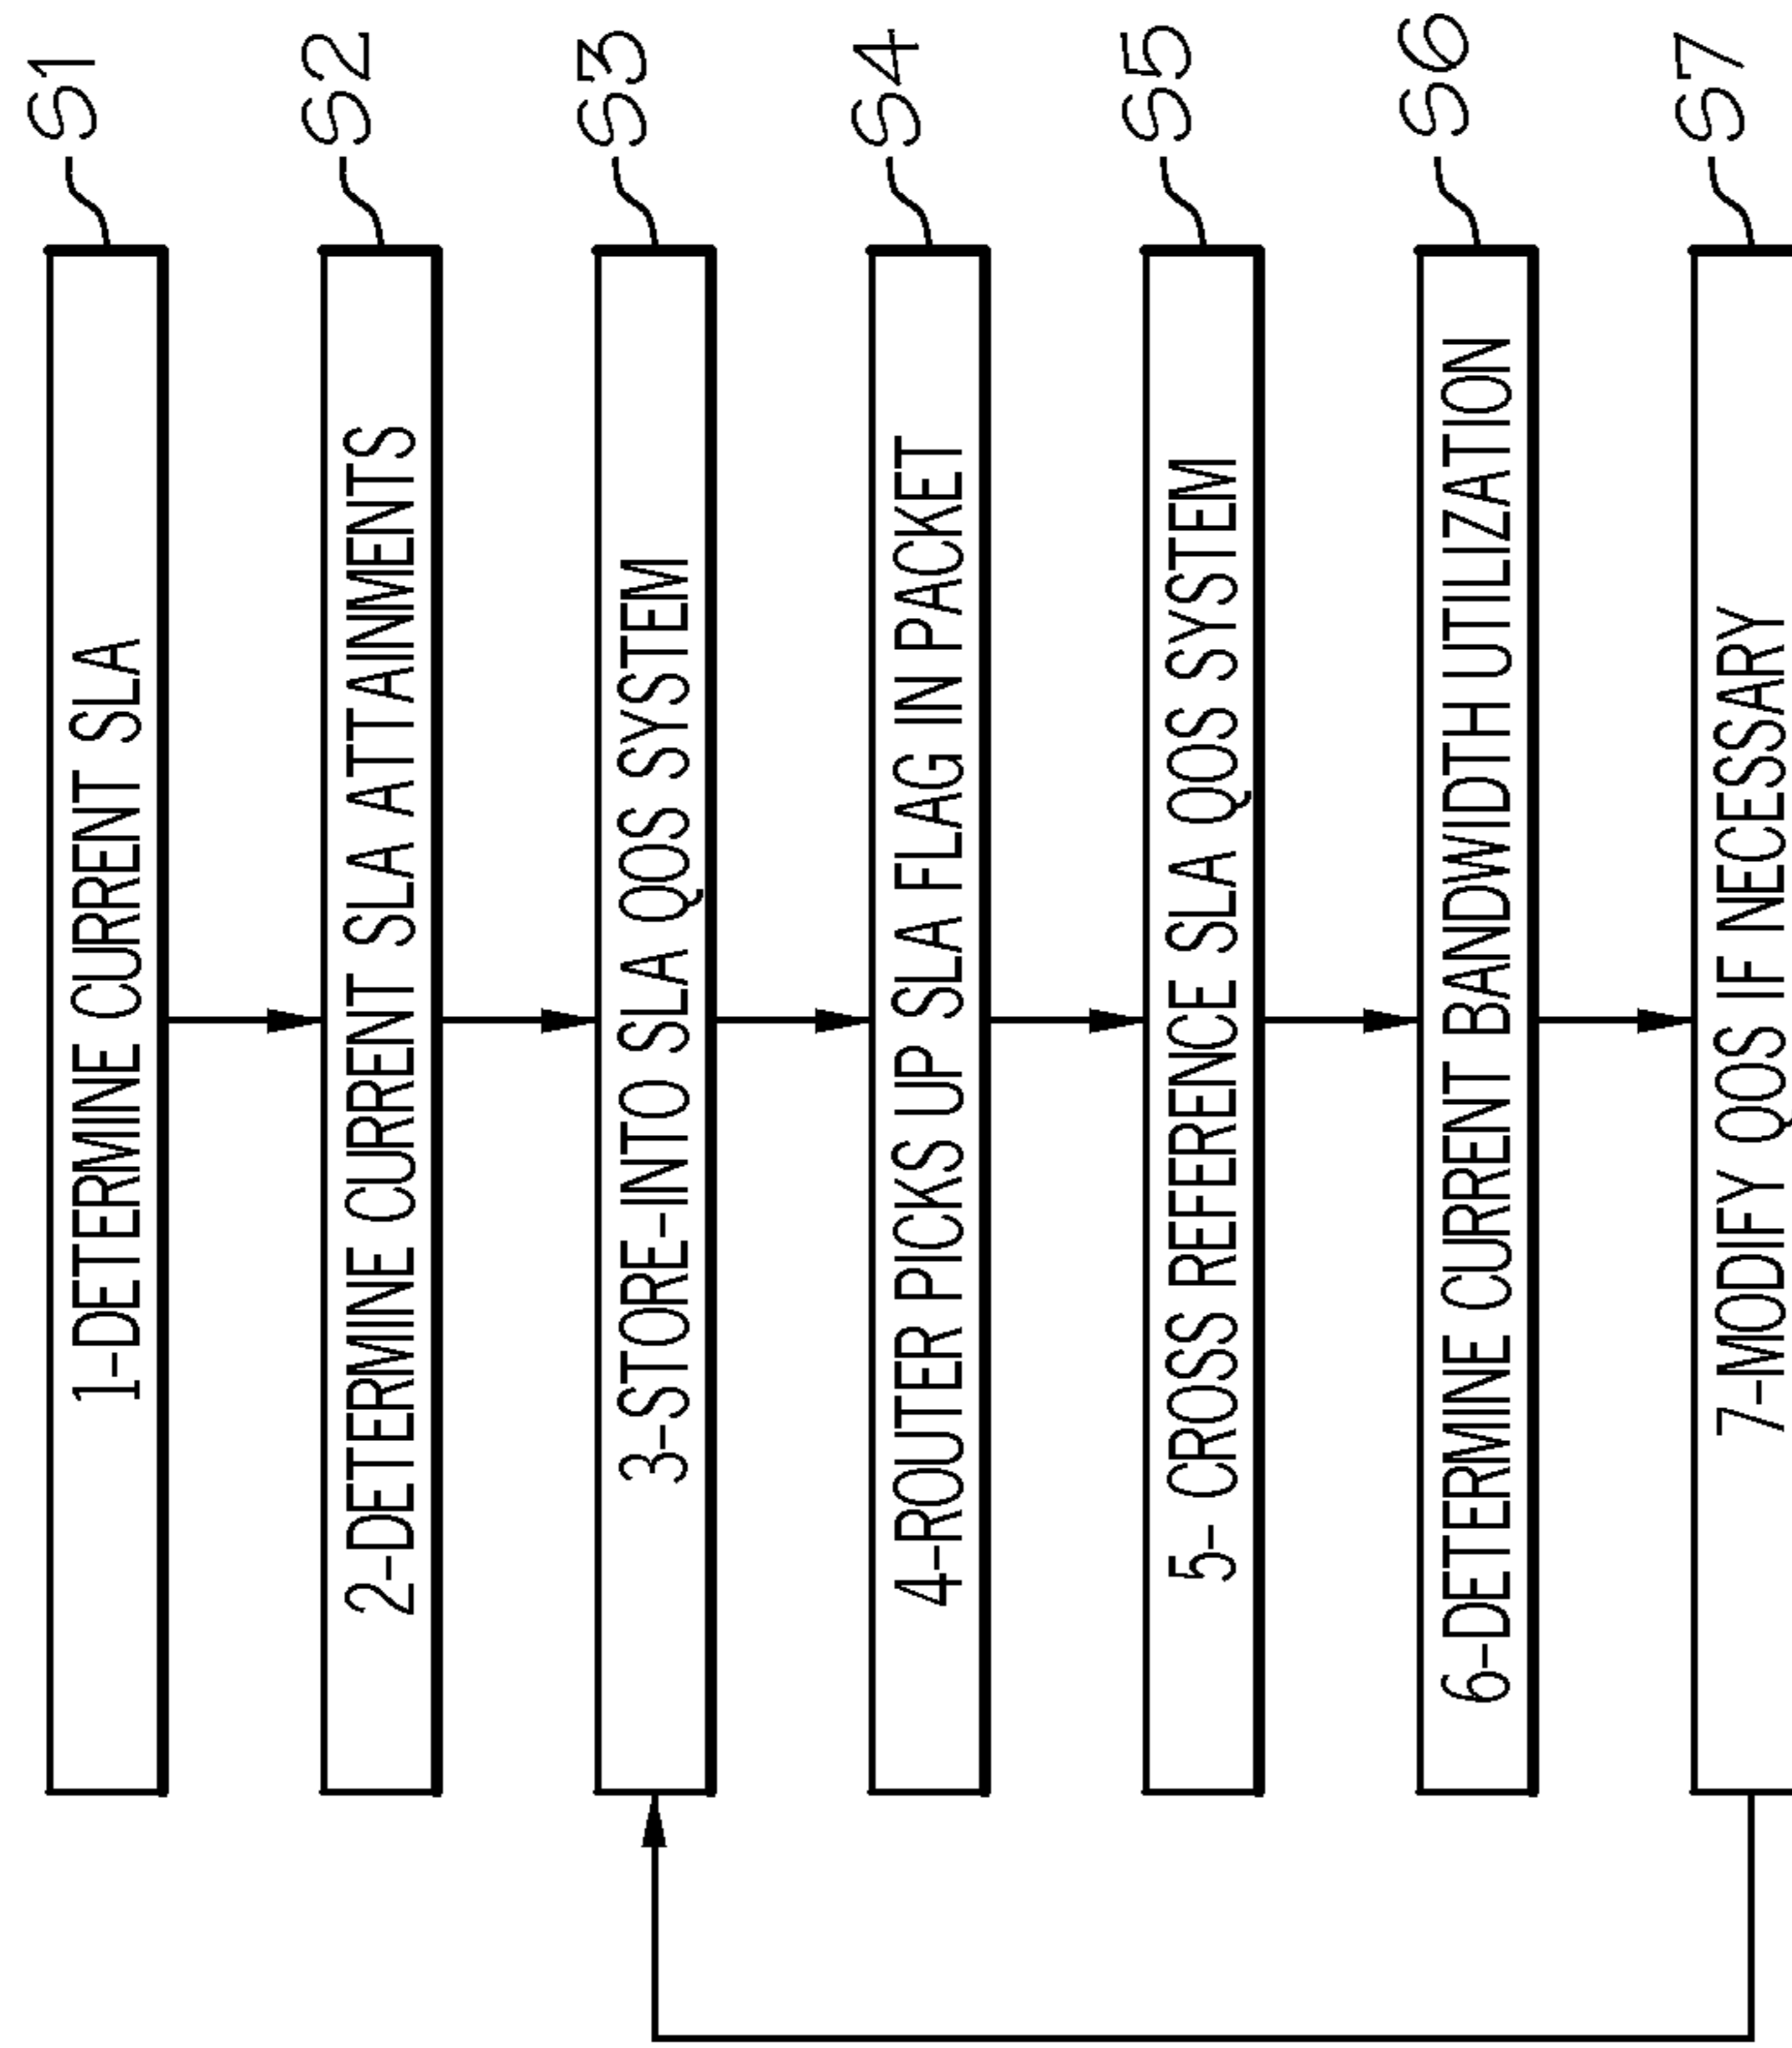 1-DETERMINE CURRENT SLA
S1
2-DETERMINE CURRENT SLA ATTAINMENTS
S2
3-STORE-INTO SLA QOS SYSTEM
S3
4-ROUTER PICKS UP SLA FLAG IN PACKET
S4
5- CROSS REFERENCE SLA QOS SYSTEM
S5
6-DETERMINE CURRENT BANDWIDTH UTILIZATION
S6
7-MODIFY QOS IF NECESSARY
S7